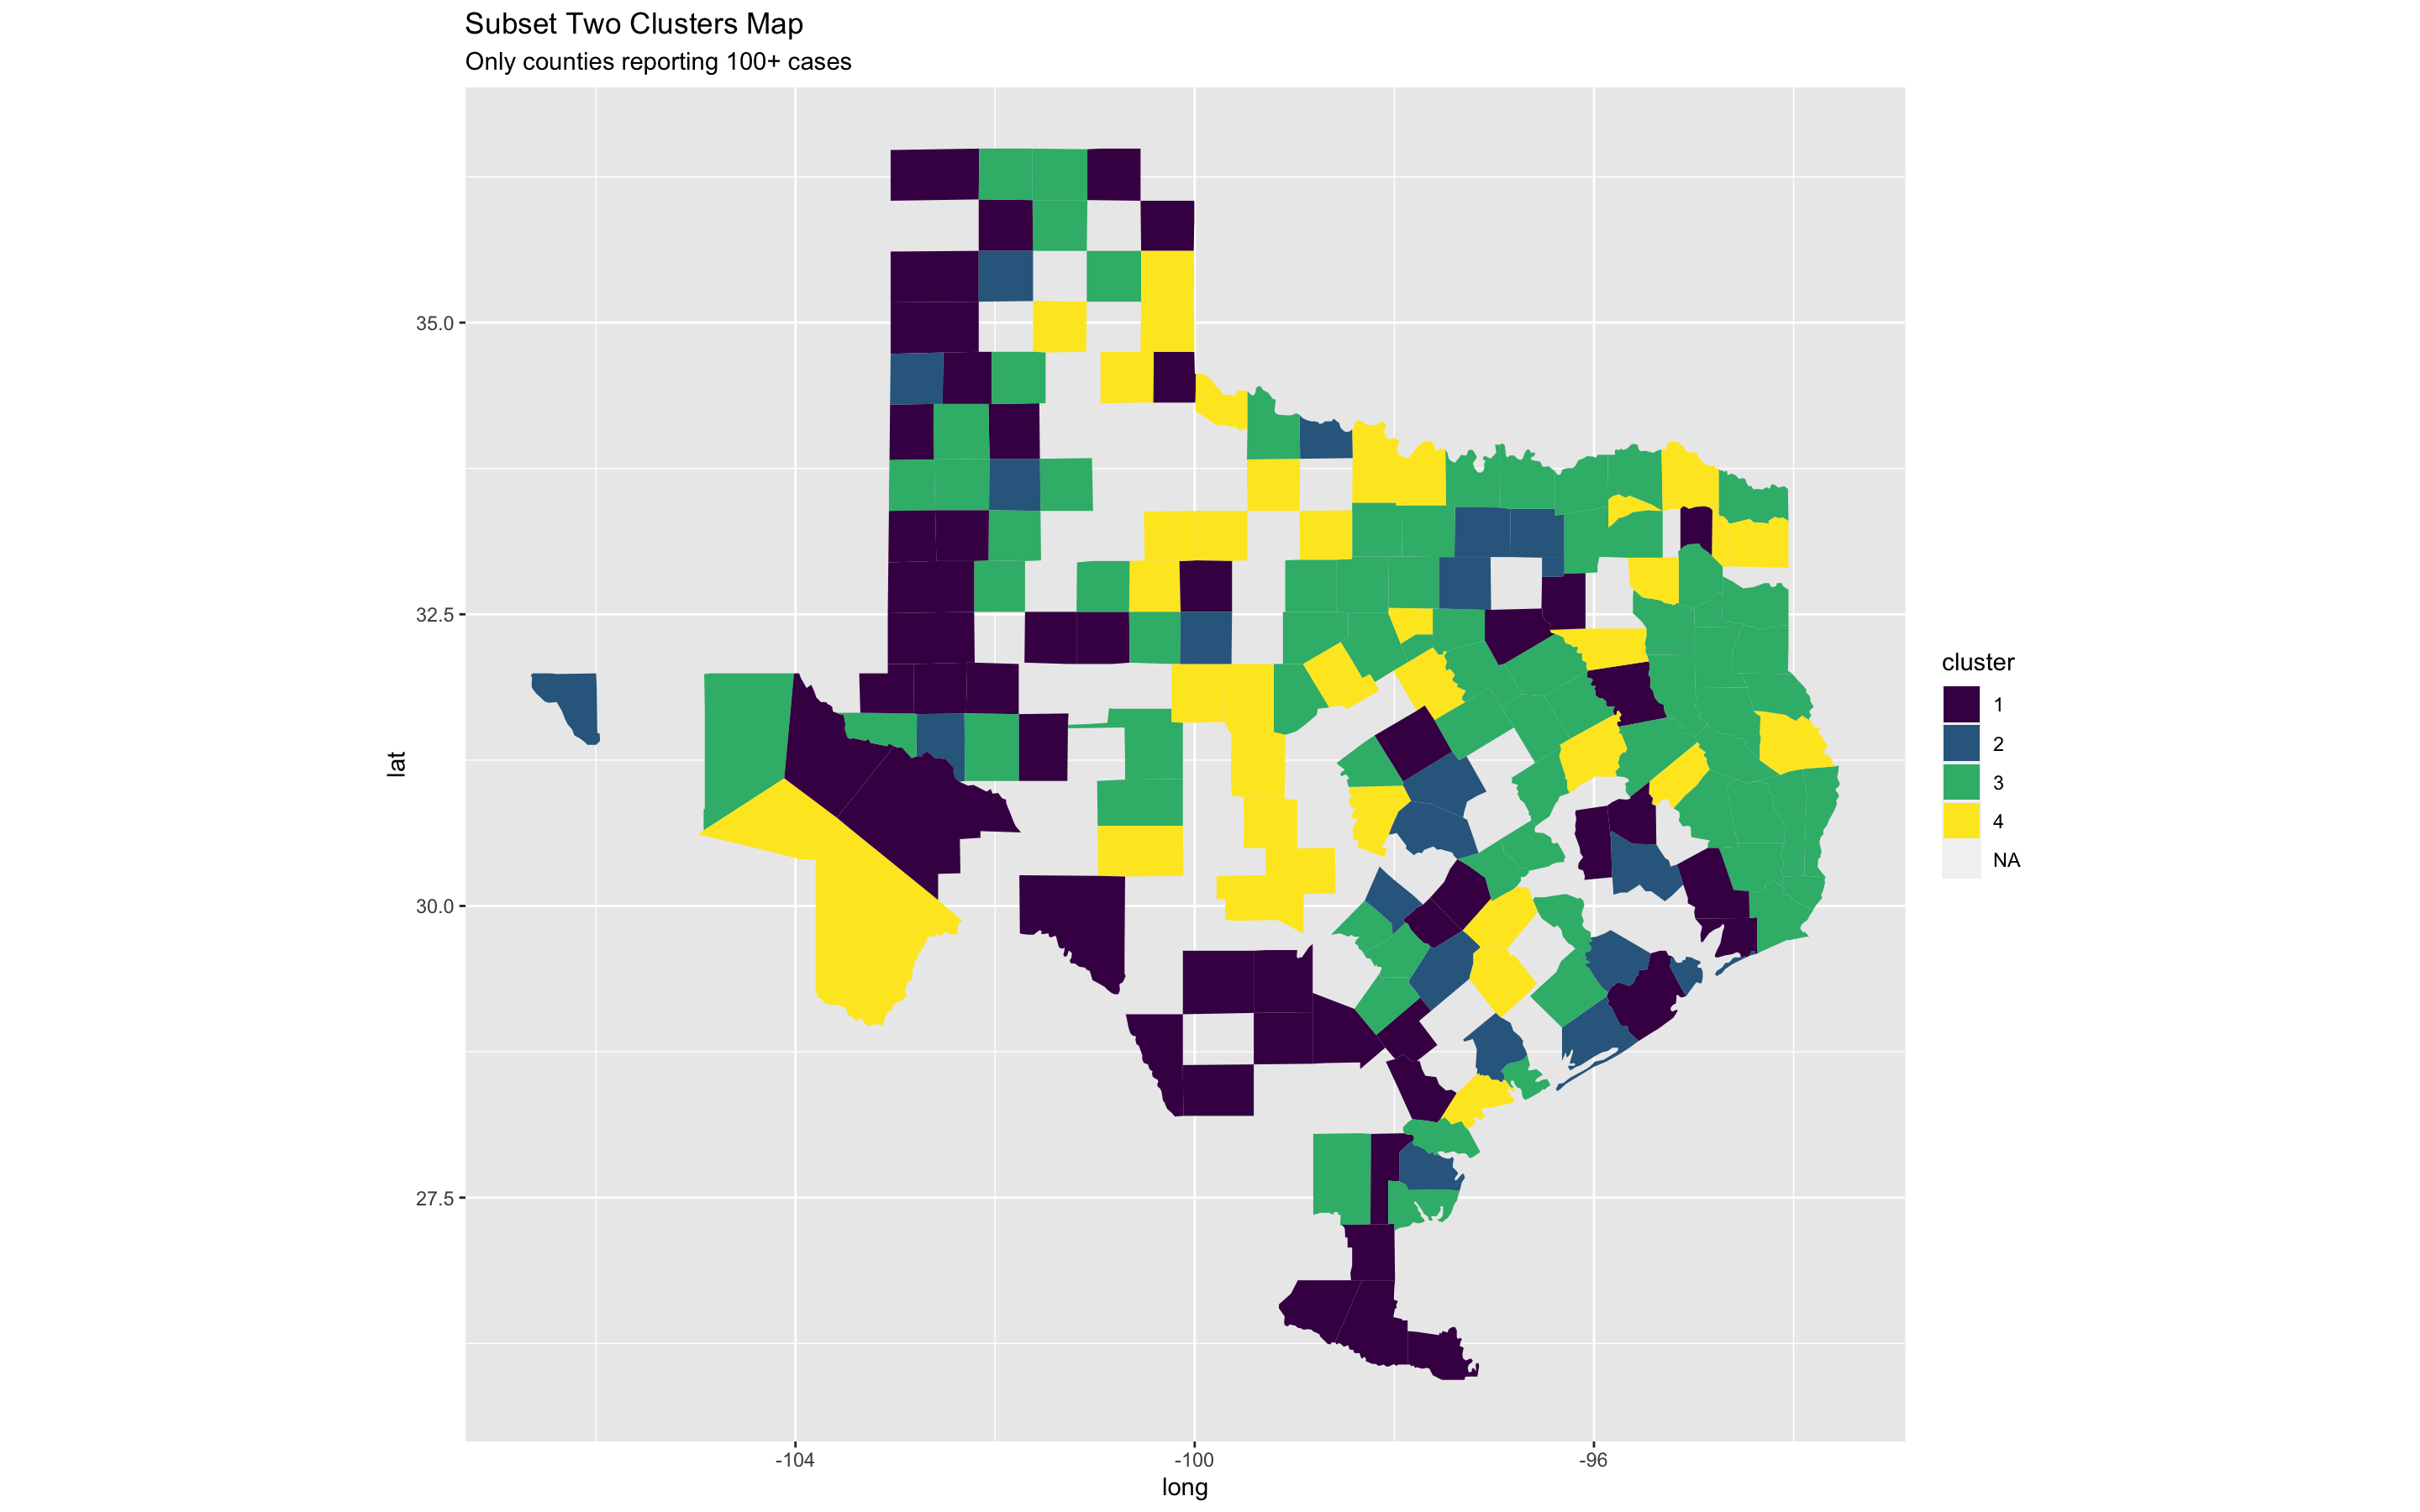 Subset Two Clusters Map
Only counties reporting 100+ cases
35.0
32.5
30.0
27.5
lat
-104
-100
-96
long
cluster
1
2
3
4
NA